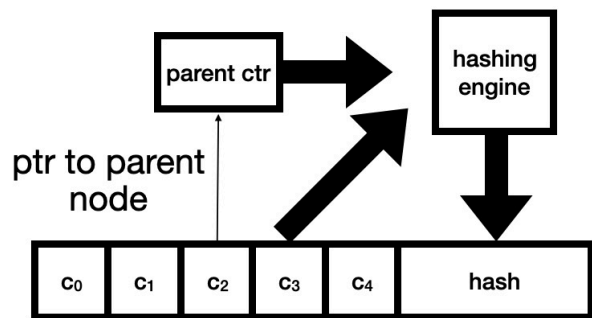 parent ctr
hashing
engine
ptr to parent
node
c₀ c₁ c₂ c₃ c₄ hash